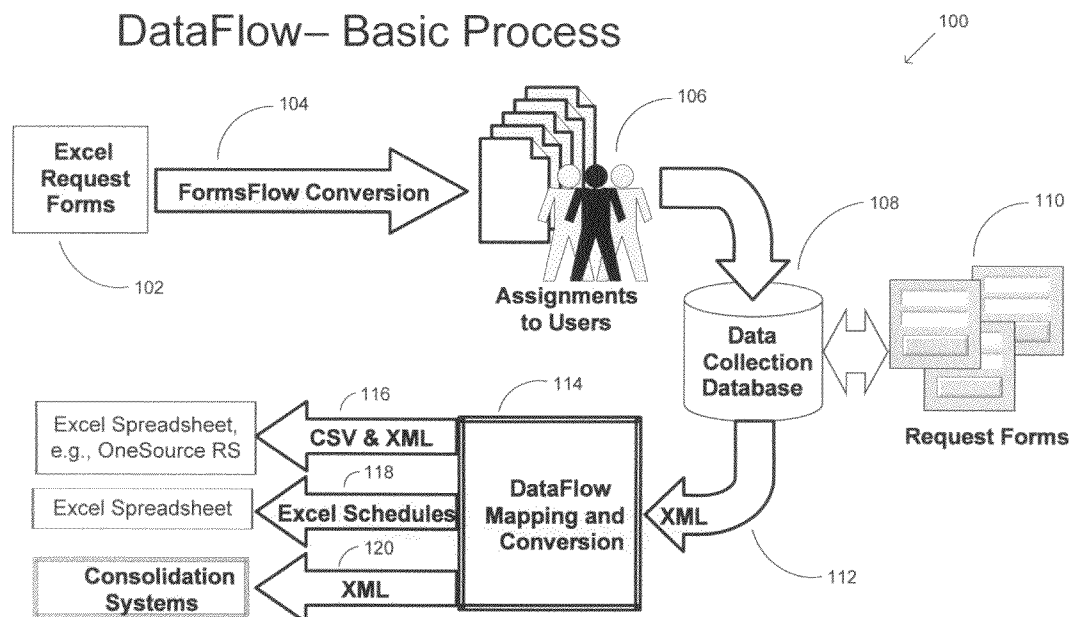 DataFlow– Basic Process
100
104
106
Excel
Request
Forms
FormsFlow Conversion
108
110
102
Assignments
to Users
Data
Collection
Database
114
116
Excel Spreadsheet,
e.g., OneSource RS
CSV & XML
Request Forms
118
DataFlow
Mapping and
Conversion
Excel Spreadsheet
Excel Schedules
XML
120
Consolidation
Systems
XML
112